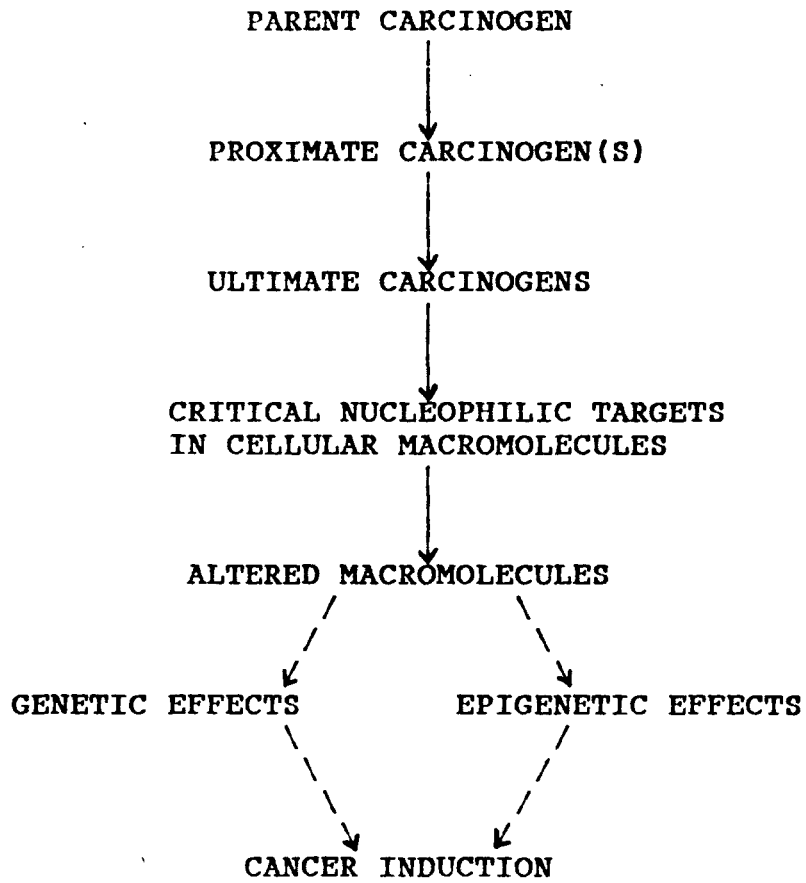 PARENT CARCINOGEN
PROXIMATE CARCINOGEN(S)
ULTIMATE CARCINOGENS
CRITICAL NUCLEOPHILIC TARGETS
IN CELLULAR MACROMOLECULES
ALTERED MACROMOLECULES
GENETIC EFFECTS EPIGENETIC EFFECTS
CANCER INDUCTION